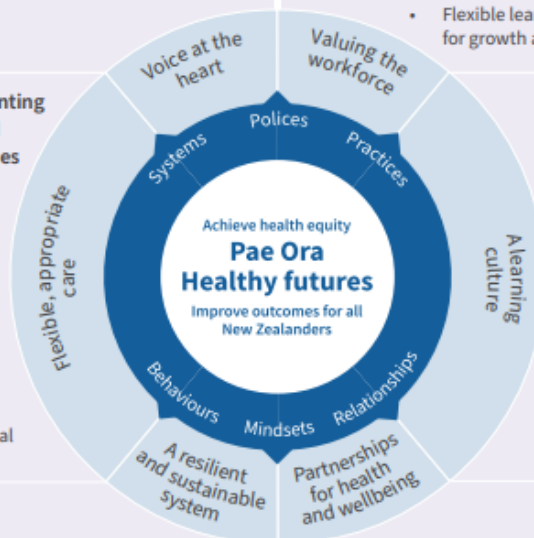 Flexible lea
for growth a
nting
es
al
Voice at the
heart
Valuing the
workforce
Flexible, appropriate
care
A learning
culture
A resilient
and sustainable
system
Partnerships
for health
and wellbeing
Systems
Polices
Practices
Behaviours
Mindsets
Relationships
Achieve health equity
Pae Ora
Healthy futures
Improve outcomes for all
New Zealanders